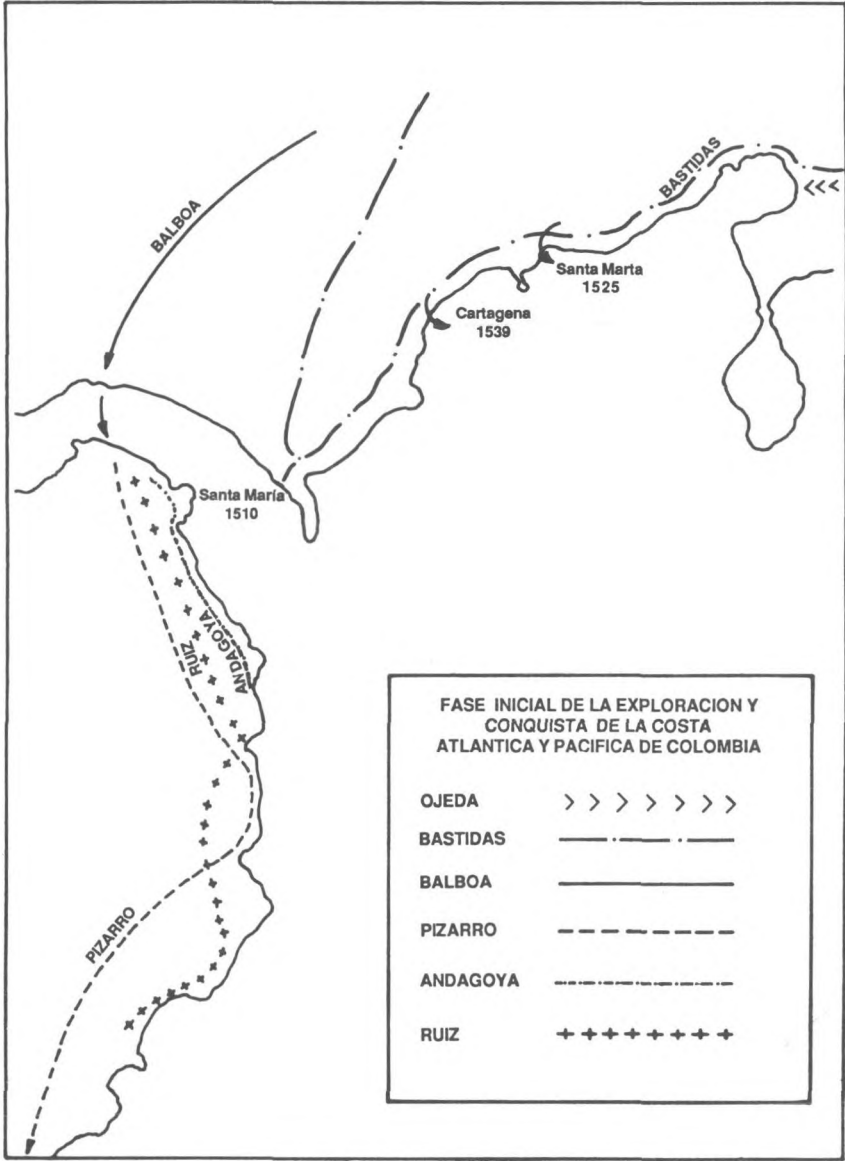 BALBOA
BASTIDAS
Santa Marta
1525
Cartagena
1539
Santa María
1510
RUIZ
ANDAGOYA
PIZARRO
FASE INICIAL DE LA EXPLORACION Y
CONQUISTA DE LA COSTA
ATLANTICA Y PACIFICA DE COLOMBIA
OJEDA
BASTIDAS
BALBOA
PIZARRO
ANDAGOYA
RUIZ